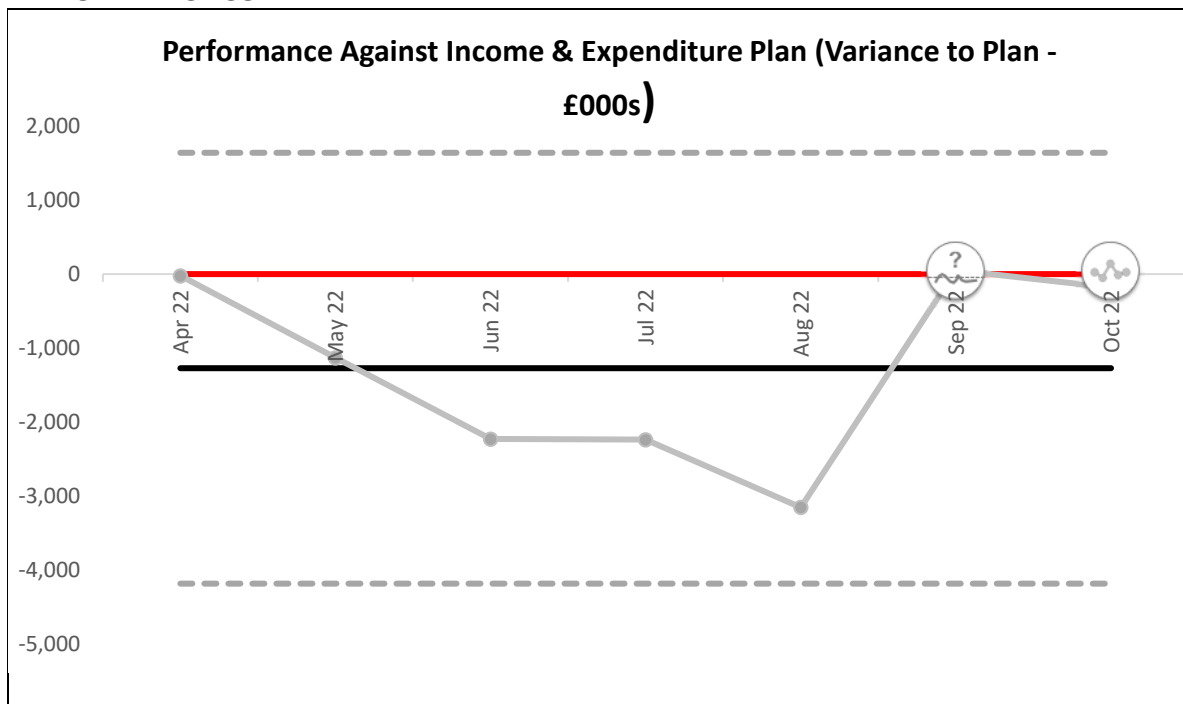 Performance Against Income & Expenditure Plan (Variance to Plan -
£000s)
2,000
1,000
0
-1,000
-2,000
-3,000
-4,000
-5,000
Apr 22
May 22
Jun 22
Jul 22
Aug 22
Sep 22
Oct 22
?